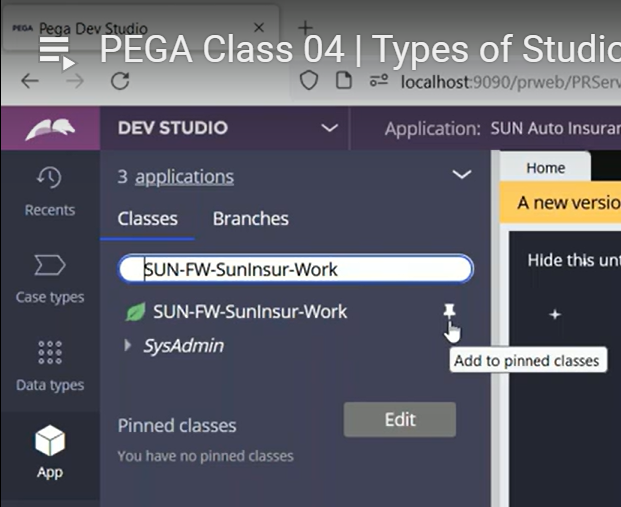 PEGA Pega Dev Studio
PEGA Class 04 | Types of Studio
localhost:9090/prweb/PRServ
DEV STUDIO
Application: SUN Auto Insuran
Home
Recents
3 applications
A new versio
Classes Branches
Hide this unt
SUN-FW-SunInsur-Work
Case types
SUN-FW-SunInsur-Work
SysAdmin
Add to pinned classes
Data types
Pinned classes
Edit
You have no pinned classes
App